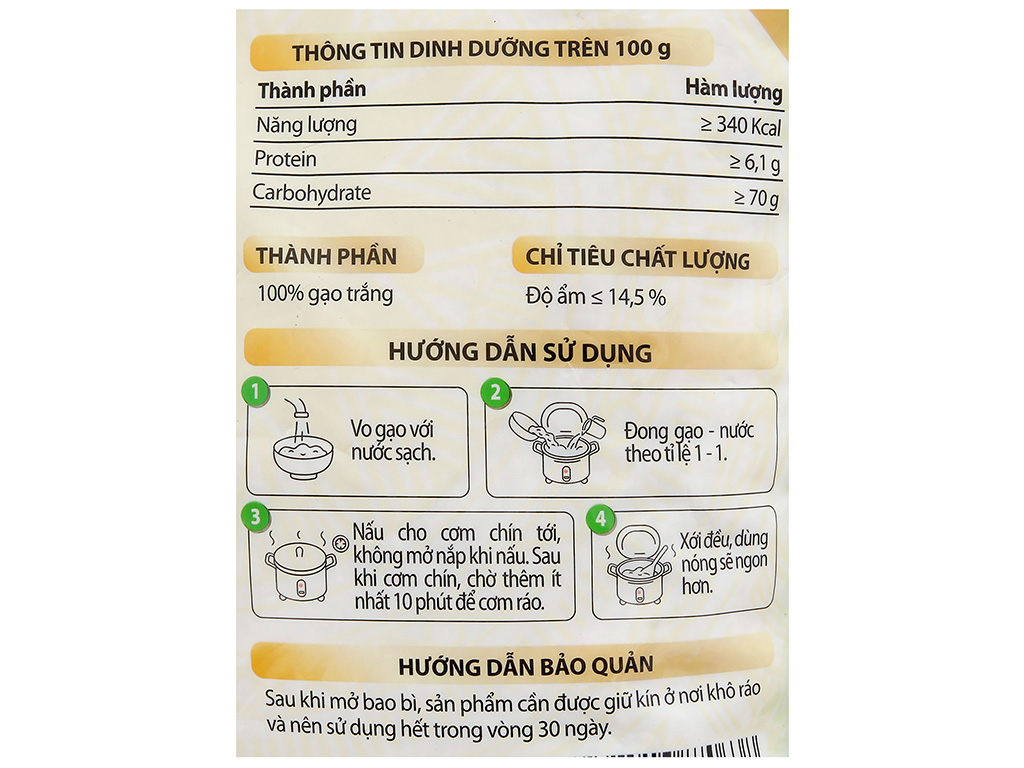 THÔNG TIN DINH DƯỠNG TRÊN 100 g
Thành phần Hàm lượng
Năng lượng ≥ 340 Kcal
Protein ≥ 6,1 g
Carbohydrate ≥ 70 g
THÀNH PHẦN
100% gạo trắng
CHỈ TIÊU CHẤT LƯỢNG
Độ ẩm ≤ 14,5 %
HƯỚNG DẪN SỬ DỤNG
1
Vo gạo với
nước sạch.
2
Đong gạo - nước
theo tỉ lệ 1 - 1.
3
Nấu cho cơm chín tới,
không mở nắp khi nấu. Sau
khi cơm chín, chờ thêm ít
nhất 10 phút để cơm ráo.
4
Xới đều, dùng
nóng sẽ ngon
hơn.
HƯỚNG DẪN BẢO QUẢN
Sau khi mở bao bì, sản phẩm cần được giữ kín ở nơi khô ráo
và nên sử dụng hết trong vòng 30 ngày.